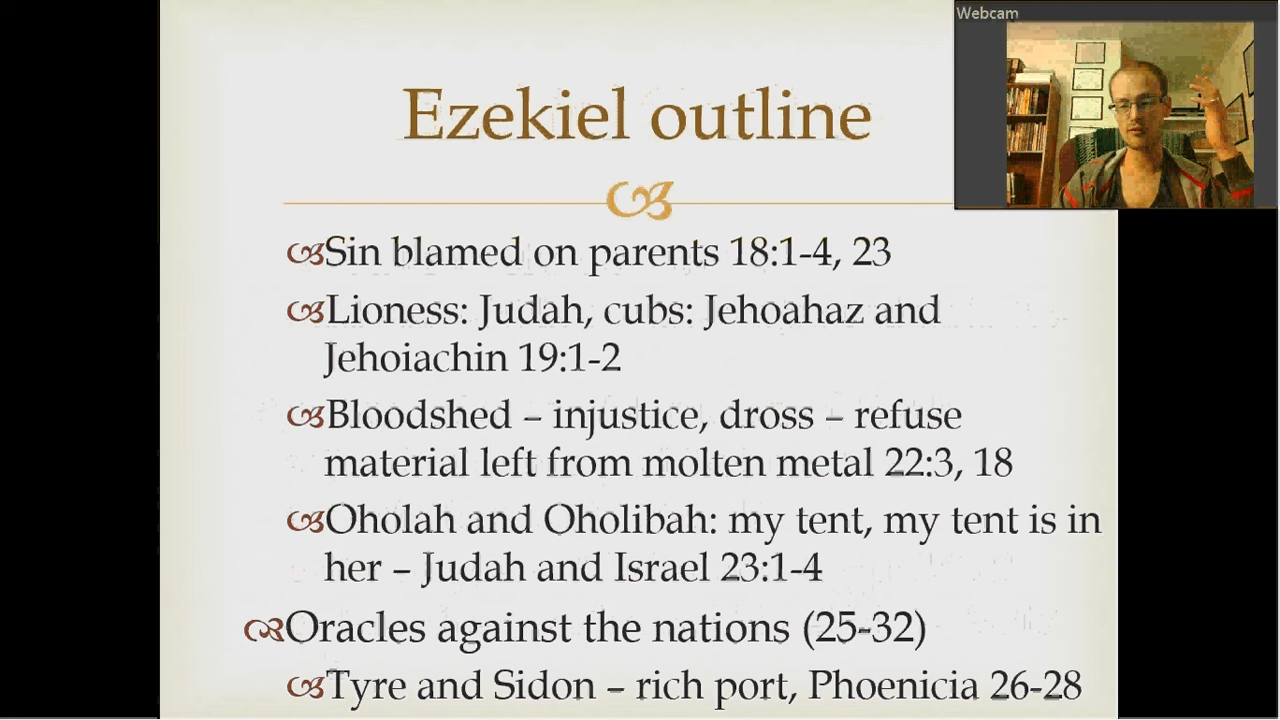 Webcam
Ezekiel outline
Sin blamed on parents 18:1-4, 23
Lioness: Judah, cubs: Jehoahaz and
Jehoiachin 19:1-2
Bloodshed – injustice, dross – refuse
material left from molten metal 22:3, 18
Oholah and Oholibah: my tent, my tent is in
her – Judah and Israel 23:1-4
Oracles against the nations (25-32)
Tyre and Sidon – rich port, Phoenicia 26-28